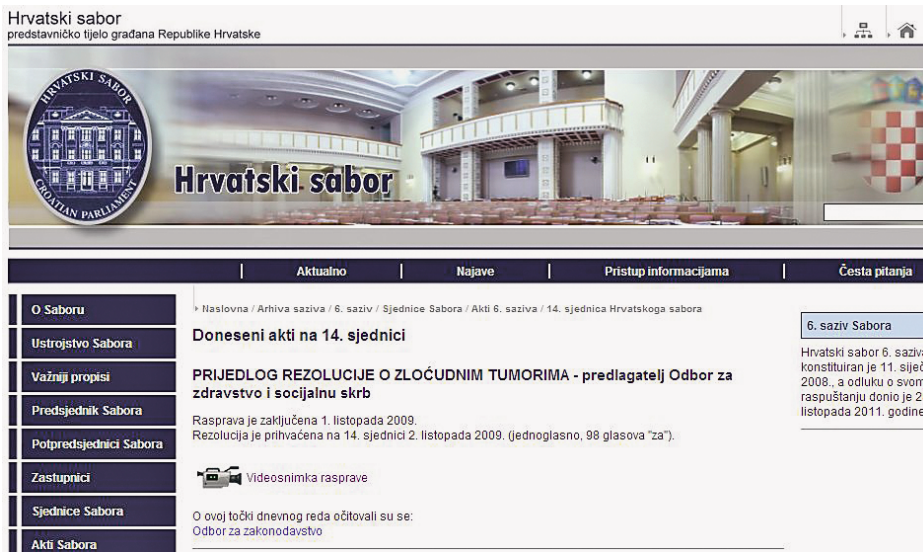 Hrvatski sabor
predstavničko tijelo građana Republike Hrvatske
HRVATSKI SABOR
CROATIAN PARLIAMENT
Hrvatski sabor
Aktualno
Najave
Pristup informacijama
Česta pitanja
O Saboru
Ustrojstvo Sabora
Važniji propisi
Predsjednik Sabora
Potpredsjednici Sabora
Zastupnici
Sjednice Sabora
Akti Sabora
Naslovna / Arhiva saziva / 6. saziv / Sjednice Sabora / Akti 6. saziva / 14. sjednica Hrvatskoga sabora
Doneseni akti na 14. sjednici
PRIJEDLOG REZOLUCIJE O ZLOĆUDNIM TUMORIMA - predlagatelj Odbor za
zdravstvo i socijalnu skrb
Rasprava je zaključena 1. listopada 2009.
Rezolucija je prihvaćena na 14. sjednici 2. listopada 2009. (jednoglasno, 98 glasova "za").
Videosnimka rasprave
O ovoj točki dnevnog reda očitovali su se:
Odbor za zakonodavstvo
6. saziv Sabora
Hrvatski sabor 6. saziva
konstituiran je 11. siječ
2008., a odluku o svom
raspuštanju donio je 2
listopada 2011. godine